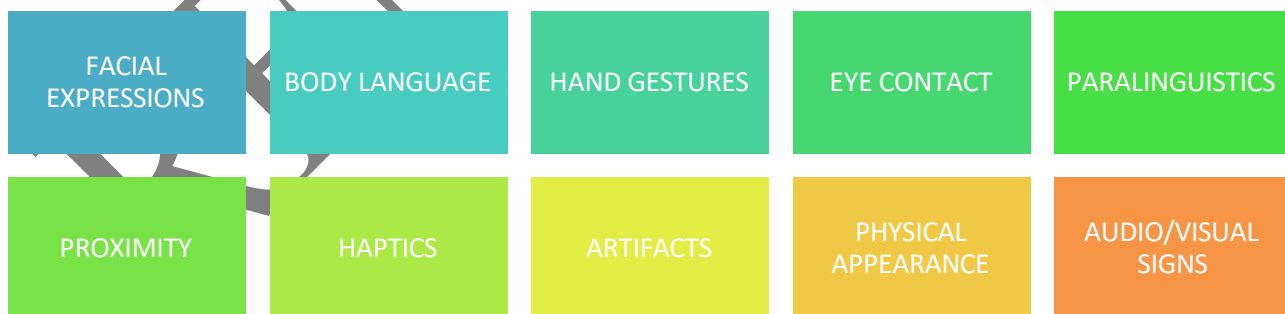 FACIAL
EXPRESSIONS
BODY LANGUAGE
HAND GESTURES
EYE CONTACT
PARALINGUISTICS
PROXIMITY
HAPTICS
ARTIFACTS
PHYSICAL
APPEARANCE
AUDIO/VISUAL
SIGNS